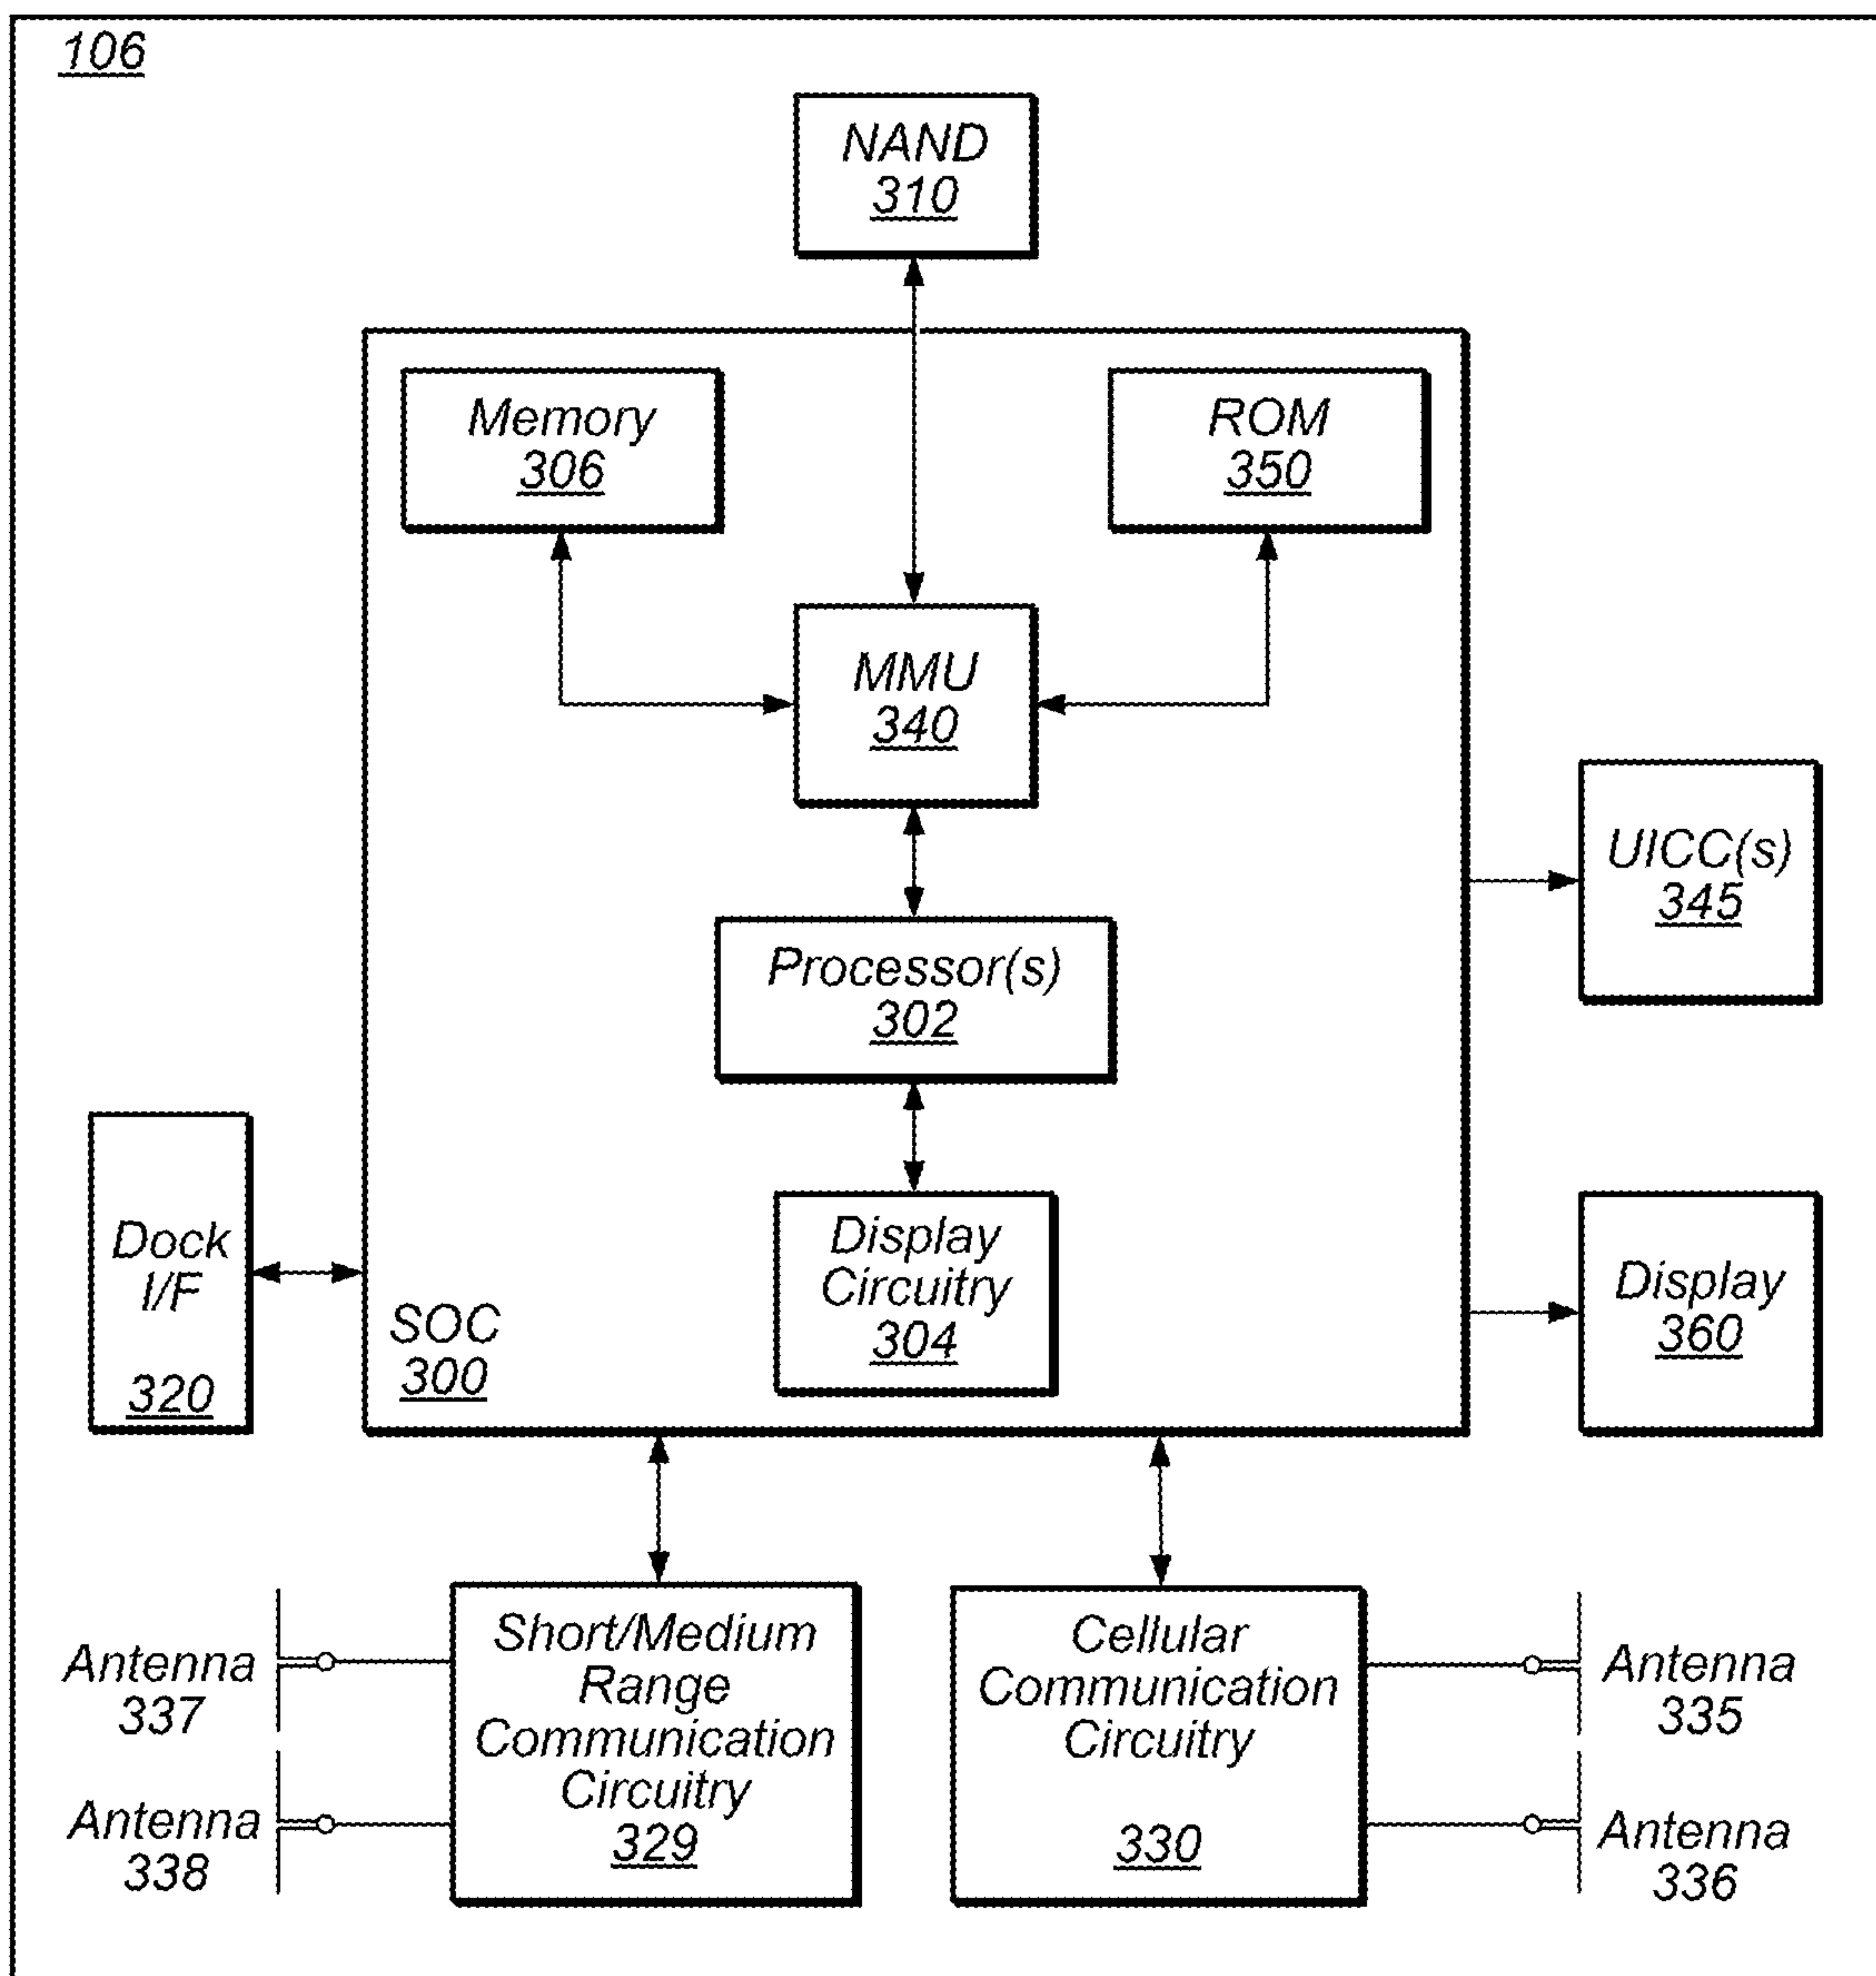 106
NAND
310
Memory
306
ROM
350
MMU
340
UICC(s)
345
Processor(s)
302
Dock
I/F
320
Display
Circuitry
304
SOC
300
Display
360
Short/Medium
Range
Communication
Circuitry
329
Cellular
Communication
Circuitry
330
Antenna
337
Antenna
338
Antenna
335
Antenna
336